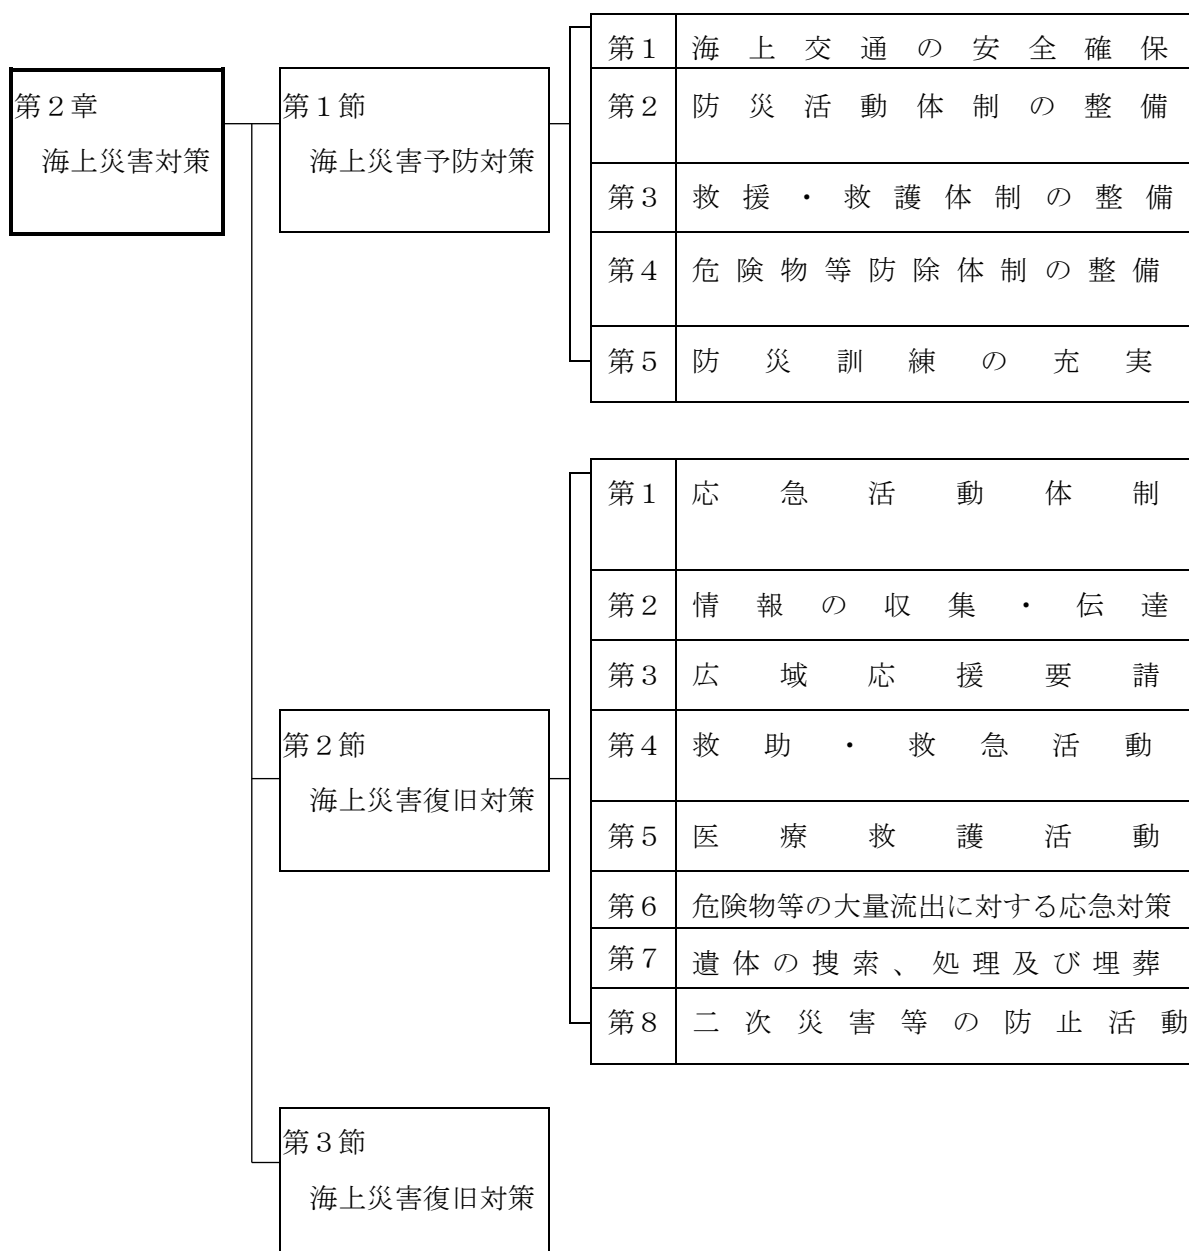 第２章
海上災害対策
第１節
海上災害予防対策
第１ 海上交通の安全確保
第２ 防災活動体制の整備
第３ 救援・救護体制の整備
第４ 危険物等防除体制の整備
第５ 防災訓練の充実
第２節
海上災害復旧対策
第１ 応急活動体制
第２ 情報の収集・伝達
第３ 広域応援要請
第４ 救助・救急活動
第５ 医療救護活動
第６ 危険物等の大量流出に対する応急対策
第７ 遺体の捜索、処理及び埋葬
第８ 二次災害等の防止活動
第３節
海上災害復旧対策